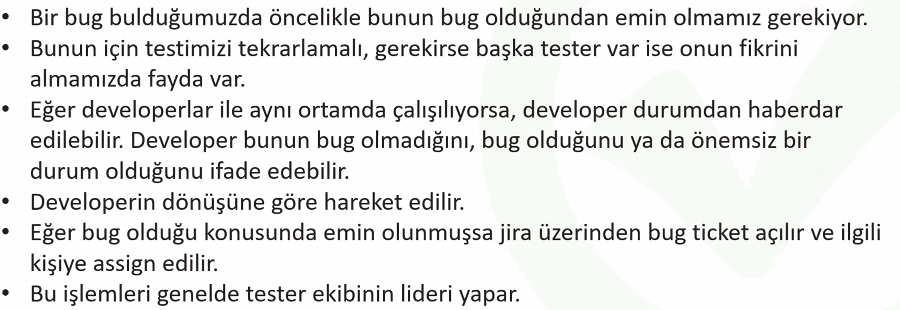 • Bir bug bulduğumuzda öncelikle bunun bug olduğundan emin olmamız gerekiyor.
• Bunun için testimizi tekrarlamalı, gerekirse başka tester var ise onun fikrini
almamızda fayda var.
• Eğer developerlar ile aynı ortamda çalışılıyorsa, developer durumdan haberdar
edilebilir. Developer bunun bug olmadığını, bug olduğunu ya da önemsiz bir
durum olduğunu ifade edebilir.
• Developerin dönüşüne göre hareket edilir.
• Eğer bug olduğu konusunda emin olunmuşsa jira üzerinden bug ticket açılır ve ilgili
kişiye assign edilir.
• Bu işlemleri genelde tester ekibinin lideri yapar.